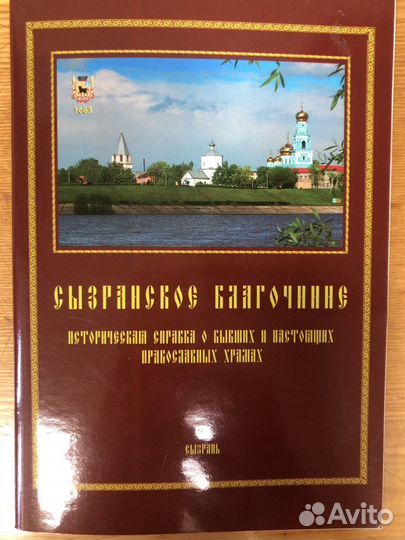 1683
СЫЗРАНСКОЕ БЛАГОЧИНИЕ
ИСТОРИЧЕСКАЯ СПРАВКА О БЫВШИХ И НАСТОЯЩИХ
ПРАВОСЛАВНЫХ ХРАМАХ
СЫЗРАНЬ
Avito